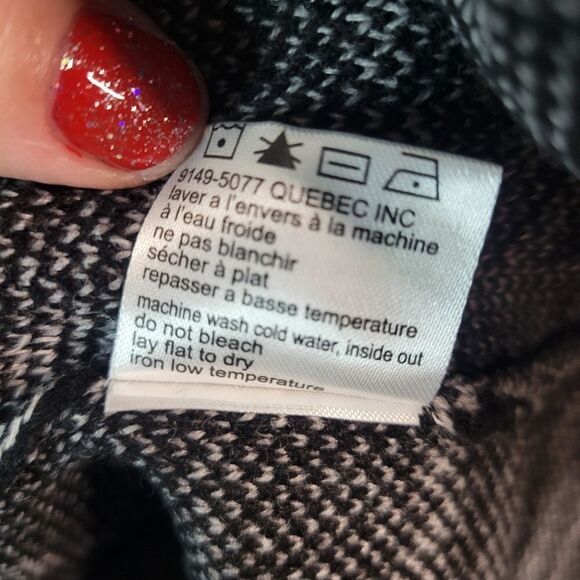 9149-5077 QUEBEC INC
laver a l'envers à la machine
à l'eau froide
ne pas blanchir
sécher à plat
repasser a basse temperature
machine wash cold water, inside out
do not bleach
lay flat to dry
iron low temperature